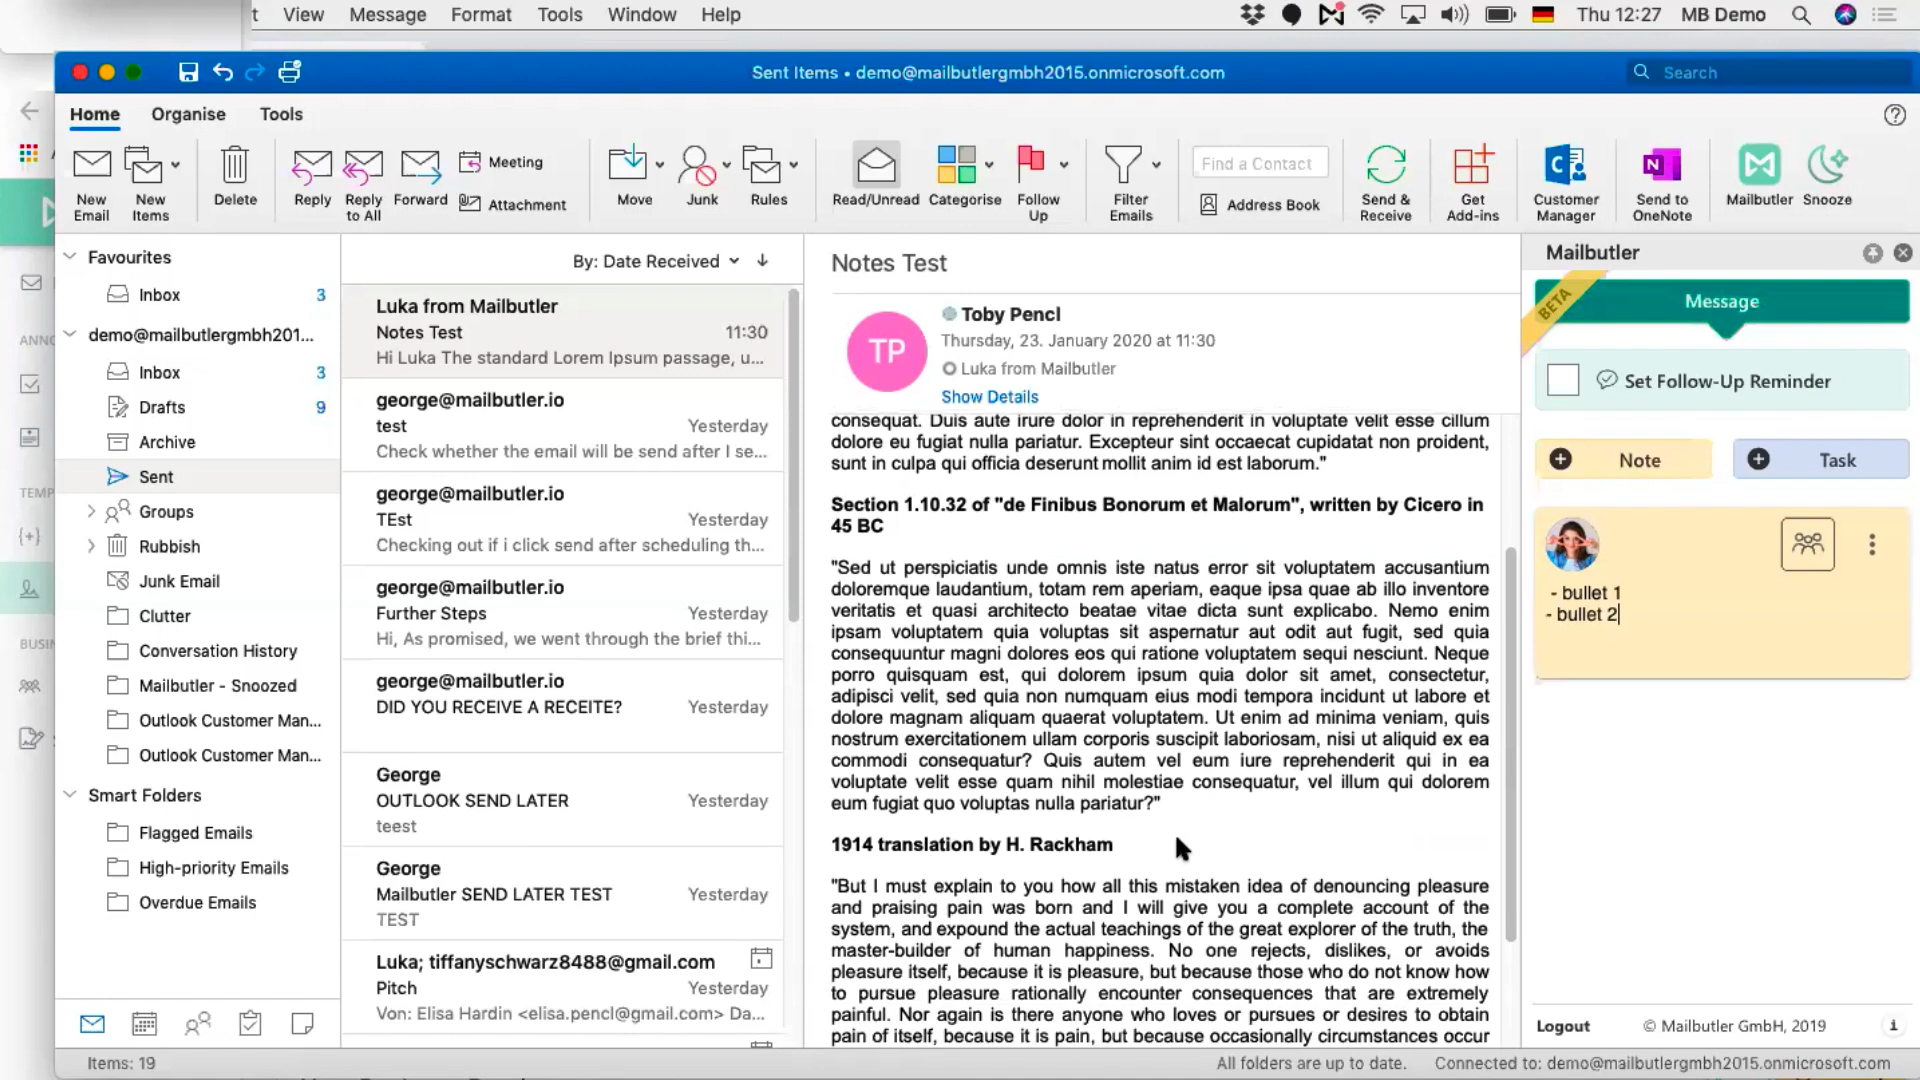 t View Message Format Tools Window Help
Thu 12:27 MB Demo
Sent Items • demo@mailbutlergmbh2015.onmicrosoft.com
Search
Home Organise Tools
New Email
New Items
Delete
Reply
Reply to All
Forward
Meeting
Attachment
Move
Junk
Rules
Read/Unread
Categorise
Follow Up
Filter Emails
Find a Contact
Address Book
Send & Receive
Get Add-ins
Customer Manager
Send to OneNote
Mailbutler
Snooze
ANNO
TEMP
BUSIN
Favourites
Inbox 3
demo@mailbutlergmbh201...
Inbox 3
Drafts 9
Archive
Sent
Groups
Rubbish
Junk Email
Clutter
Conversation History
Mailbutler - Snoozed
Outlook Customer Man...
Outlook Customer Man...
Smart Folders
Flagged Emails
High-priority Emails
Overdue Emails
Items: 19
By: Date Received
Luka from Mailbutler
Notes Test 11:30
Hi Luka The standard Lorem Ipsum passage, u...
george@mailbutler.io
test Yesterday
Check whether the email will be send after I se...
george@mailbutler.io
TEst Yesterday
Checking out if i click send after scheduling th...
george@mailbutler.io
Further Steps Yesterday
Hi, As promised, we went through the brief thi...
george@mailbutler.io
DID YOU RECEIVE A RECEITE? Yesterday
George
OUTLOOK SEND LATER Yesterday
teest
George
Mailbutler SEND LATER TEST Yesterday
TEST
Luka; tiffanyschwarz8488@gmail.com
Pitch Yesterday
Von: Elisa Hardin <elisa.pencl@gmail.com> Da...
Notes Test
TP
Toby Pencl
Thursday, 23. January 2020 at 11:30
Luka from Mailbutler
Show Details
consequat. Duis aute irure dolor in reprehenderit in voluptate velit esse cillum
dolore eu fugiat nulla pariatur. Excepteur sint occaecat cupidatat non proident,
sunt in culpa qui officia deserunt mollit anim id est laborum."
Section 1.10.32 of "de Finibus Bonorum et Malorum", written by Cicero in
45 BC
"Sed ut perspiciatis unde omnis iste natus error sit voluptatem accusantium
doloremque laudantium, totam rem aperiam, eaque ipsa quae ab illo inventore
veritatis et quasi architecto beatae vitae dicta sunt explicabo. Nemo enim
ipsam voluptatem quia voluptas sit aspernatur aut odit aut fugit, sed quia
consequuntur magni dolores eos qui ratione voluptatem sequi nesciunt. Neque
porro quisquam est, qui dolorem ipsum quia dolor sit amet, consectetur,
adipisci velit, sed quia non numquam eius modi tempora incidunt ut labore et
dolore magnam aliquam quaerat voluptatem. Ut enim ad minima veniam, quis
nostrum exercitationem ullam corporis suscipit laboriosam, nisi ut aliquid ex ea
commodi consequatur? Quis autem vel eum iure reprehenderit qui in ea
voluptate velit esse quam nihil molestiae consequatur, vel illum qui dolorem
eum fugiat quo voluptas nulla pariatur?"
1914 translation by H. Rackham
"But I must explain to you how all this mistaken idea of denouncing pleasure
and praising pain was born and I will give you a complete account of the
system, and expound the actual teachings of the great explorer of the truth, the
master-builder of human happiness. No one rejects, dislikes, or avoids
pleasure itself, because it is pleasure, but because those who do not know how
to pursue pleasure rationally encounter consequences that are extremely
painful. Nor again is there anyone who loves or pursues or desires to obtain
pain of itself, because it is pain, but because occasionally circumstances occur
Mailbutler
BETA
Message
Set Follow-Up Reminder
Note
Task
- bullet 1
- bullet 2
Logout © Mailbutler GmbH, 2019
All folders are up to date. Connected to: demo@mailbutlergmbh2015.onmicrosoft.com